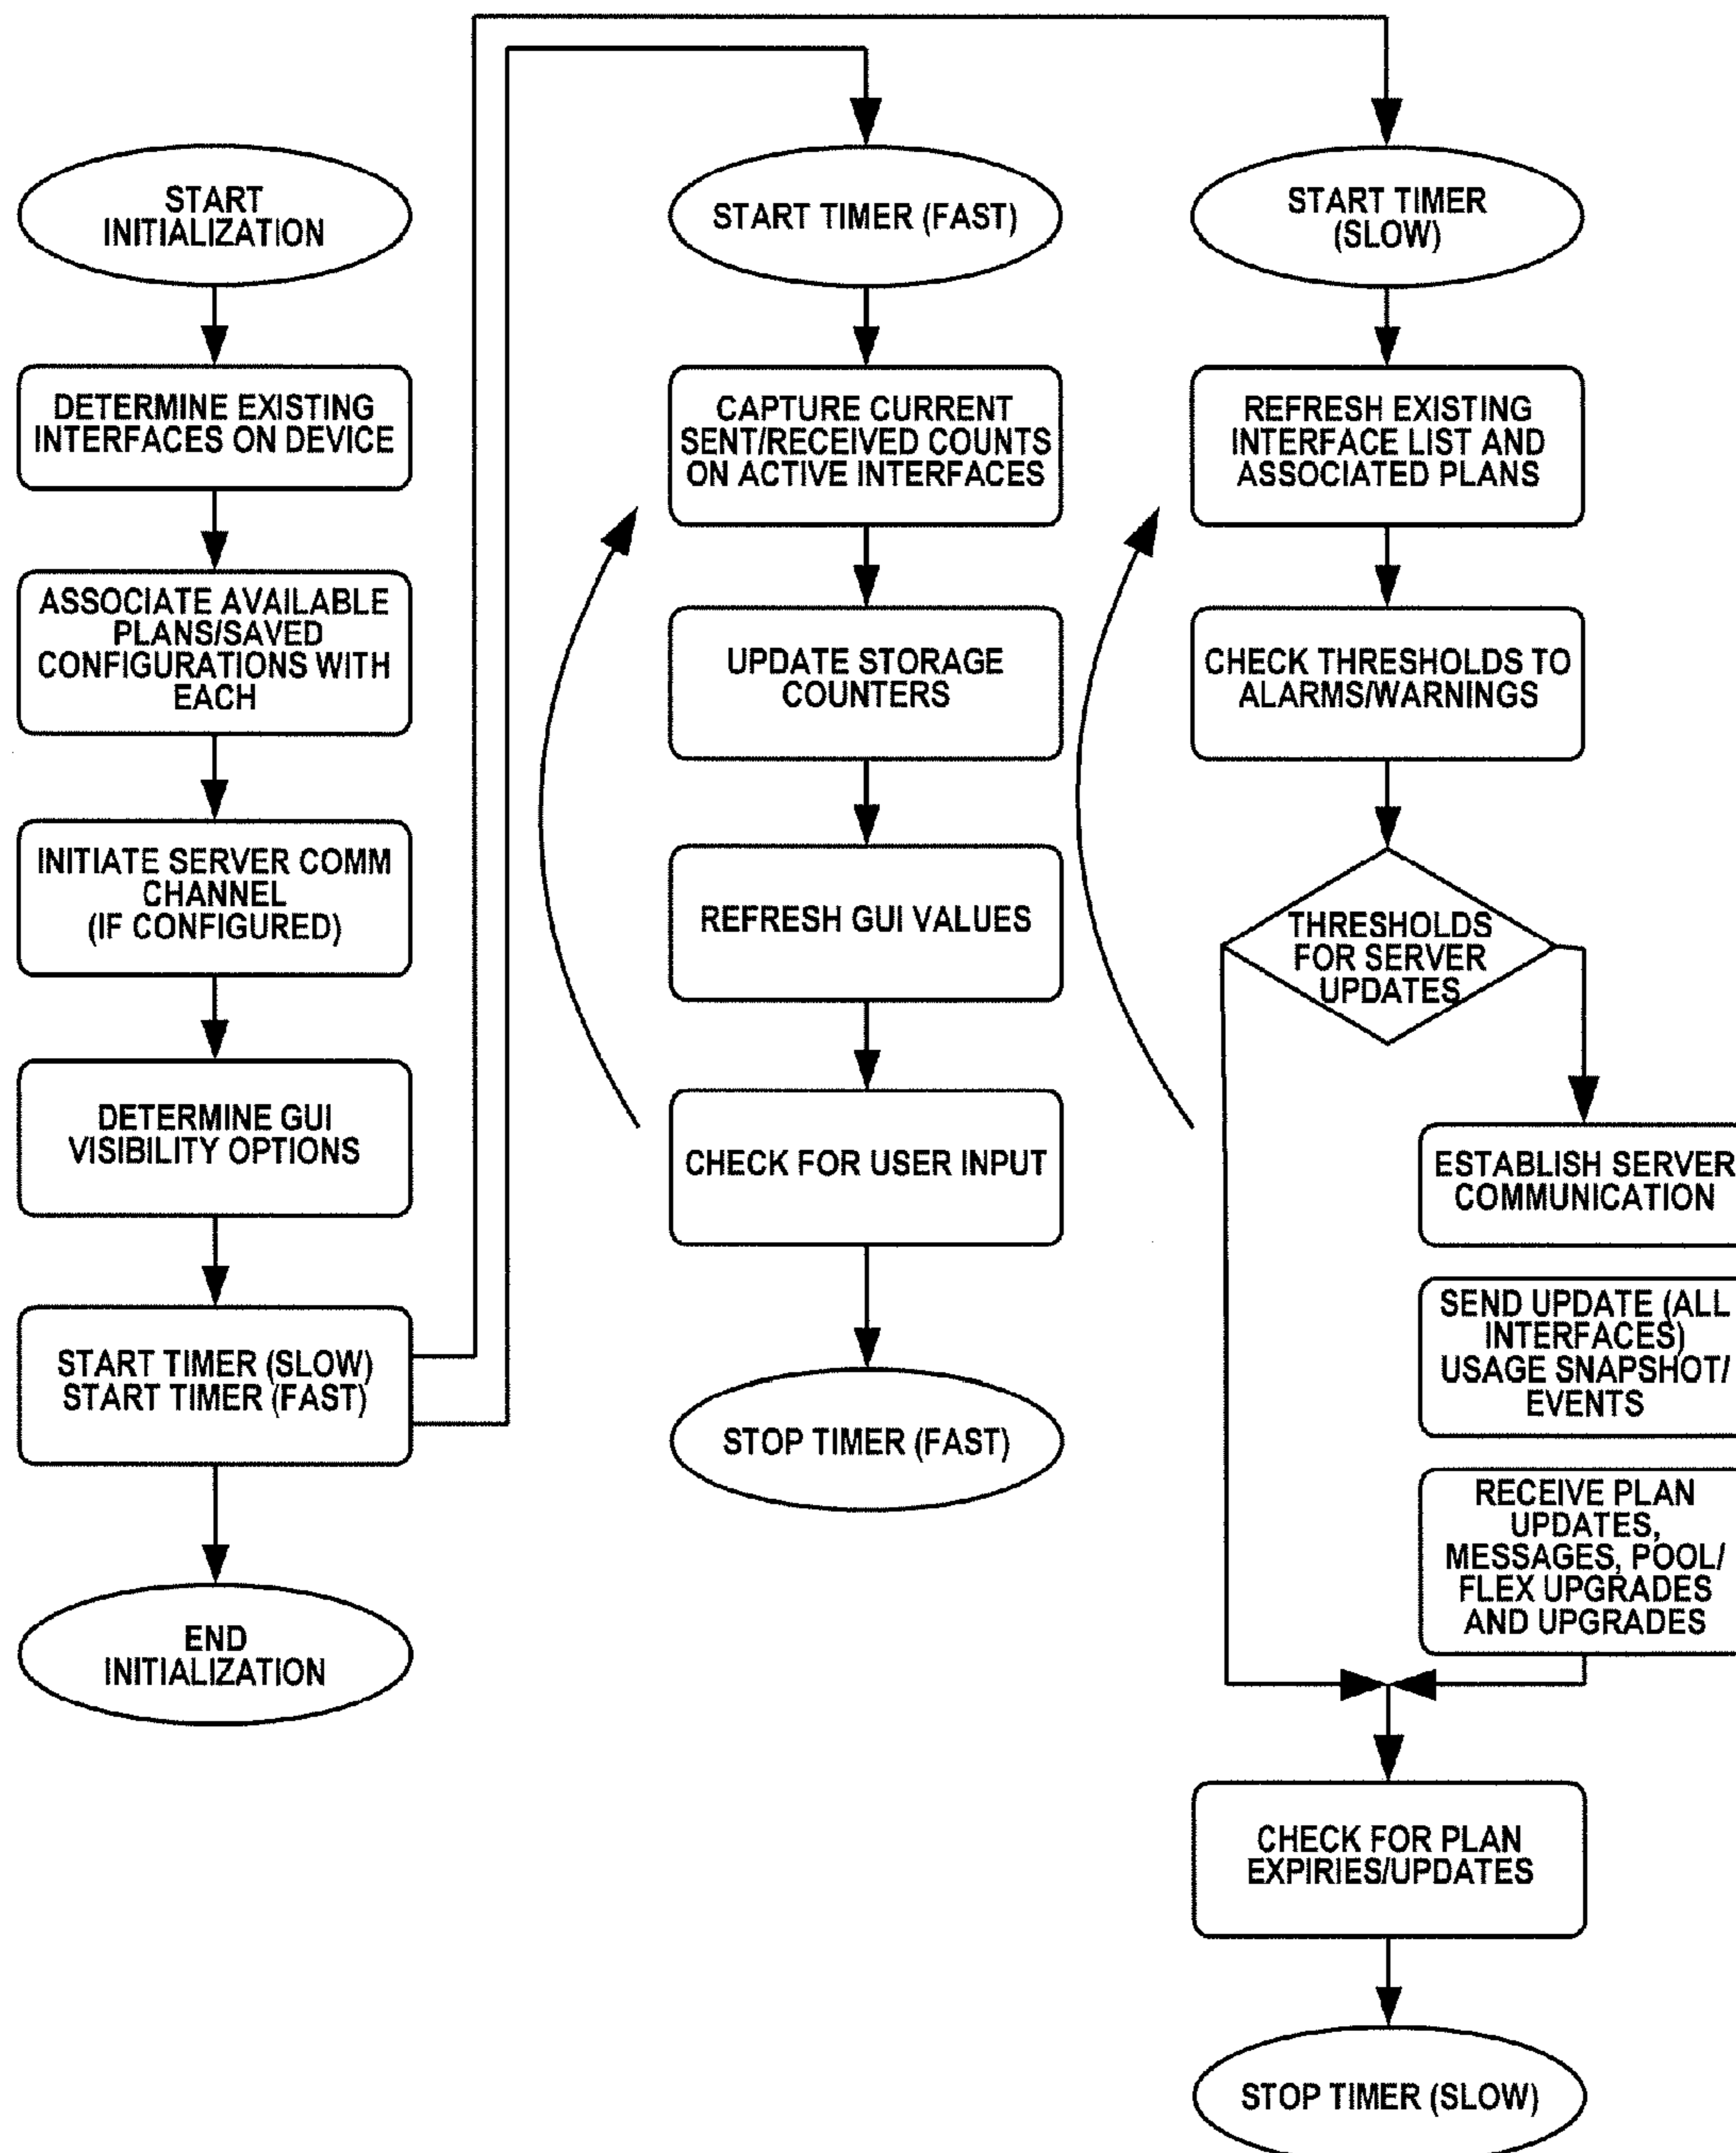 START
INITIALIZATION
DETERMINE EXISTING
INTERFACES ON DEVICE
ASSOCIATE AVAILABLE
PLANS/SAVED
CONFIGURATIONS WITH
EACH
INITIATE SERVER COMM
CHANNEL
(IF CONFIGURED)
DETERMINE GUI
VISIBILITY OPTIONS
START TIMER (SLOW)
START TIMER (FAST)
END
INITIALIZATION
START TIMER (FAST)
CAPTURE CURRENT
SENT/RECEIVED COUNTS
ON ACTIVE INTERFACES
UPDATE STORAGE
COUNTERS
REFRESH GUI VALUES
CHECK FOR USER INPUT
STOP TIMER (FAST)
START TIMER
(SLOW)
REFRESH EXISTING
INTERFACE LIST AND
ASSOCIATED PLANS
CHECK THRESHOLDS TO
ALARMS/WARNINGS
THRESHOLDS
FOR SERVER
UPDATES
ESTABLISH SERVER
COMMUNICATION
SEND UPDATE (ALL
INTERFACES)
USAGE SNAPSHOT/
EVENTS
RECEIVE PLAN
UPDATES,
MESSAGES, POOL/
FLEX UPGRADES
AND UPGRADES
CHECK FOR PLAN
EXPIRIES/UPDATES
STOP TIMER (SLOW)